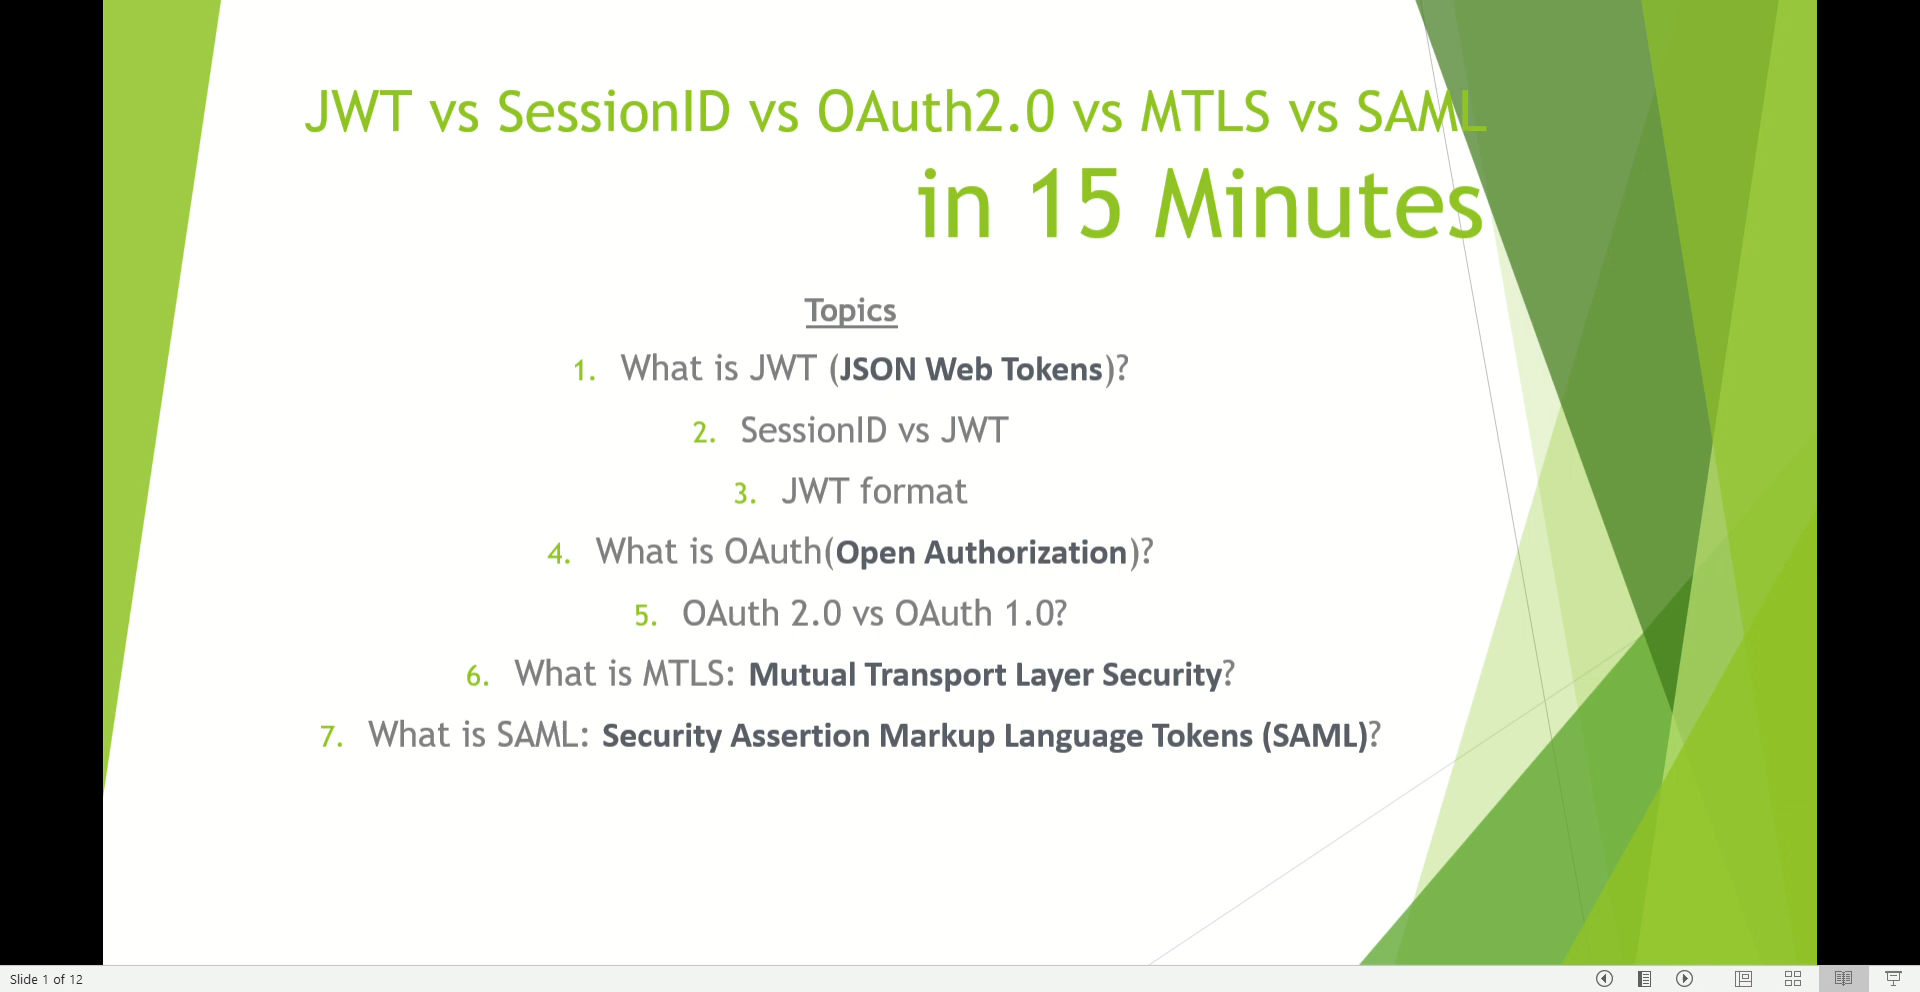 JWT vs SessionID vs OAuth2.0 vs MTLS vs SAML
in 15 Minutes
Topics
1. What is JWT (JSON Web Tokens)?
2. SessionID vs JWT
3. JWT format
4. What is OAuth(Open Authorization)?
5. OAuth 2.0 vs OAuth 1.0?
6. What is MTLS: Mutual Transport Layer Security?
7. What is SAML: Security Assertion Markup Language Tokens (SAML)?
Slide 1 of 12